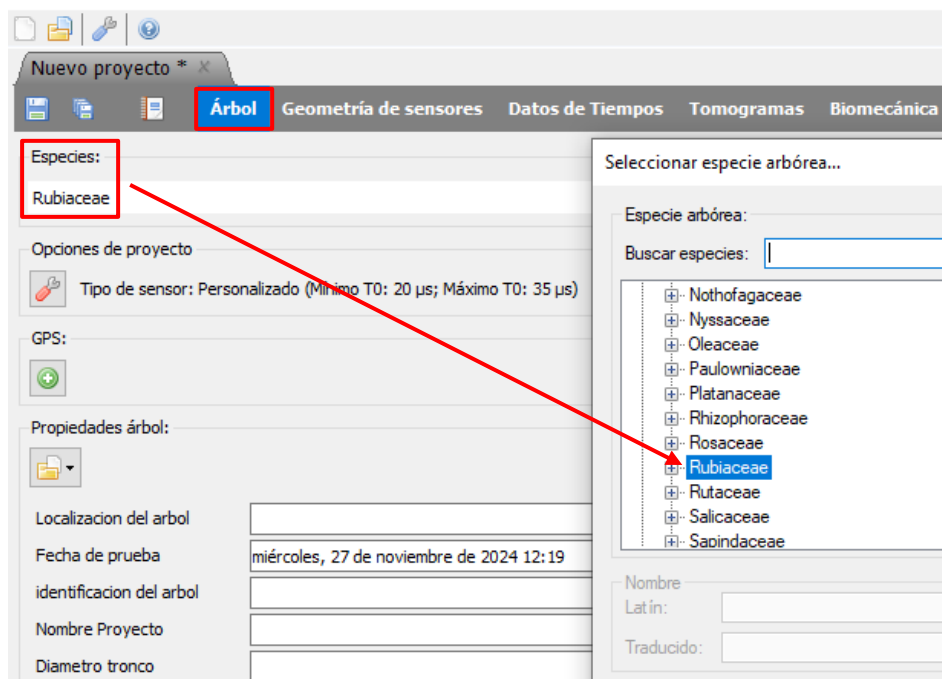 Nuevo proyecto *
Árbol Geometría de sensores Datos de Tiempos Tomogramas Biomecánica
Especies:
Rubiaceae
Opciones de proyecto
Tipo de sensor: Personalizado (Mínimo T0: 20 µs; Máximo T0: 35 µs)
GPS:
Propiedades árbol:
Localizacion del arbol
Fecha de prueba miércoles, 27 de noviembre de 2024 12:19
identificacion del arbol
Nombre Proyecto
Diametro tronco
Seleccionar especie arbórea...
Especie arbórea:
Buscar especies:
Nothofagaceae
Nyssaceae
Oleaceae
Paulowniaceae
Platanaceae
Rhizophoraceae
Rosaceae
Rubiaceae
Rutaceae
Salicaceae
Sapindaceae
Nombre
Latín:
Traducido: